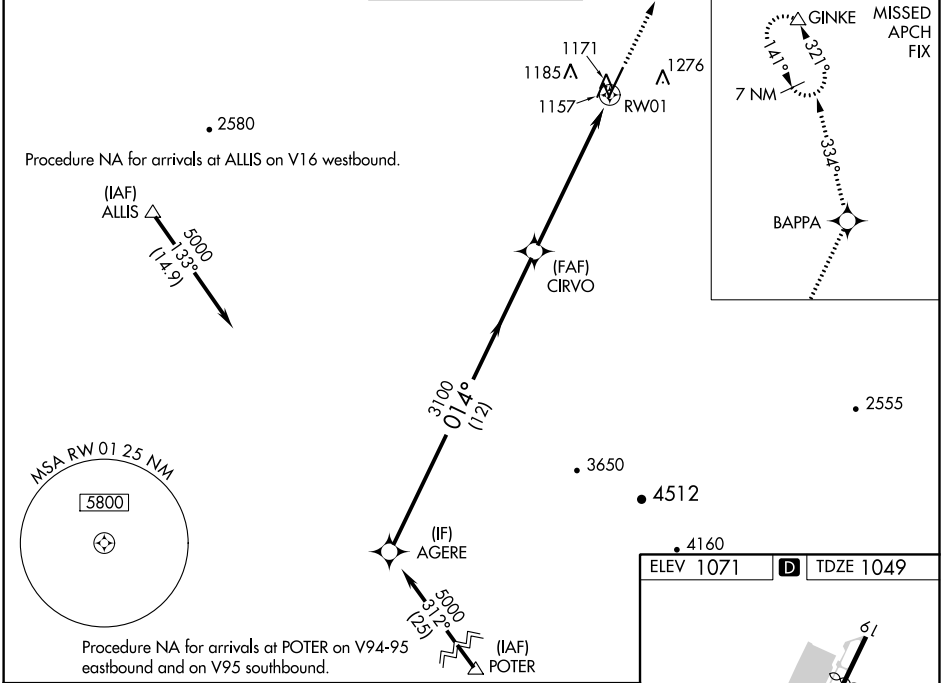 GINKE
MISSED
APCH
FIX
141°
321°
7 NM
334°
BAPPA
1171
1185
1276
1157
RW01
2580
Procedure NA for arrivals at ALLIS on V16 westbound.
(IAF)
ALLIS
5000
133°
(14.9)
(FAF)
CIRVO
3100
014°
(12)
2555
3650
4512
4160
MSA RW 01 25 NM
5800
(IF)
AGERE
5000
312°
(25)
(IAF)
POTER
Procedure NA for arrivals at POTER on V94-95
eastbound and on V95 southbound.
ELEV 1071
D
TDZE 1049
19